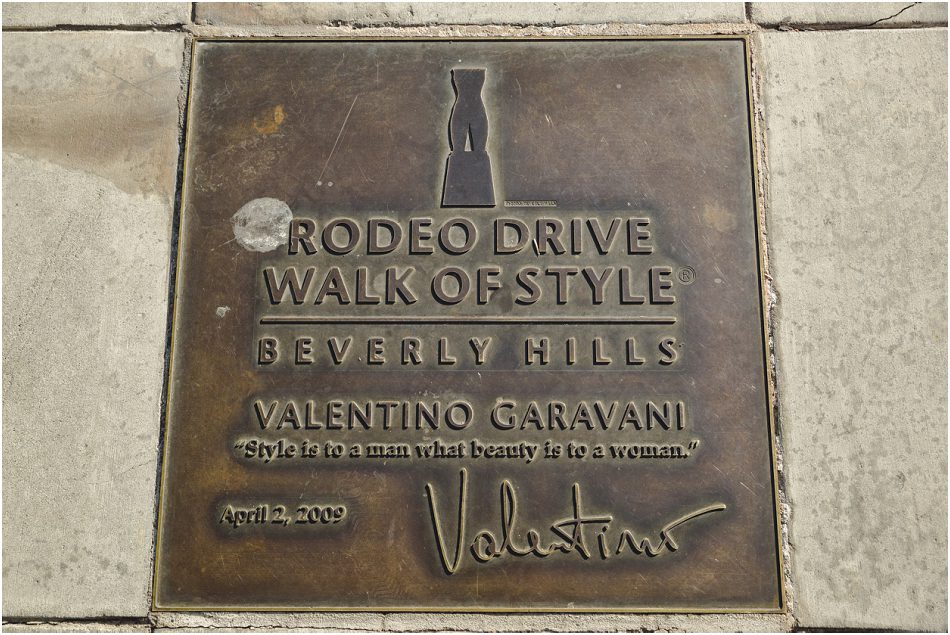 RODEO DRIVE
WALK OF STYLE®
BEVERLY HILLS
VALENTINO GARAVANI
“Style is to a man what beauty is to a woman.”
April 2, 2009
Valentino